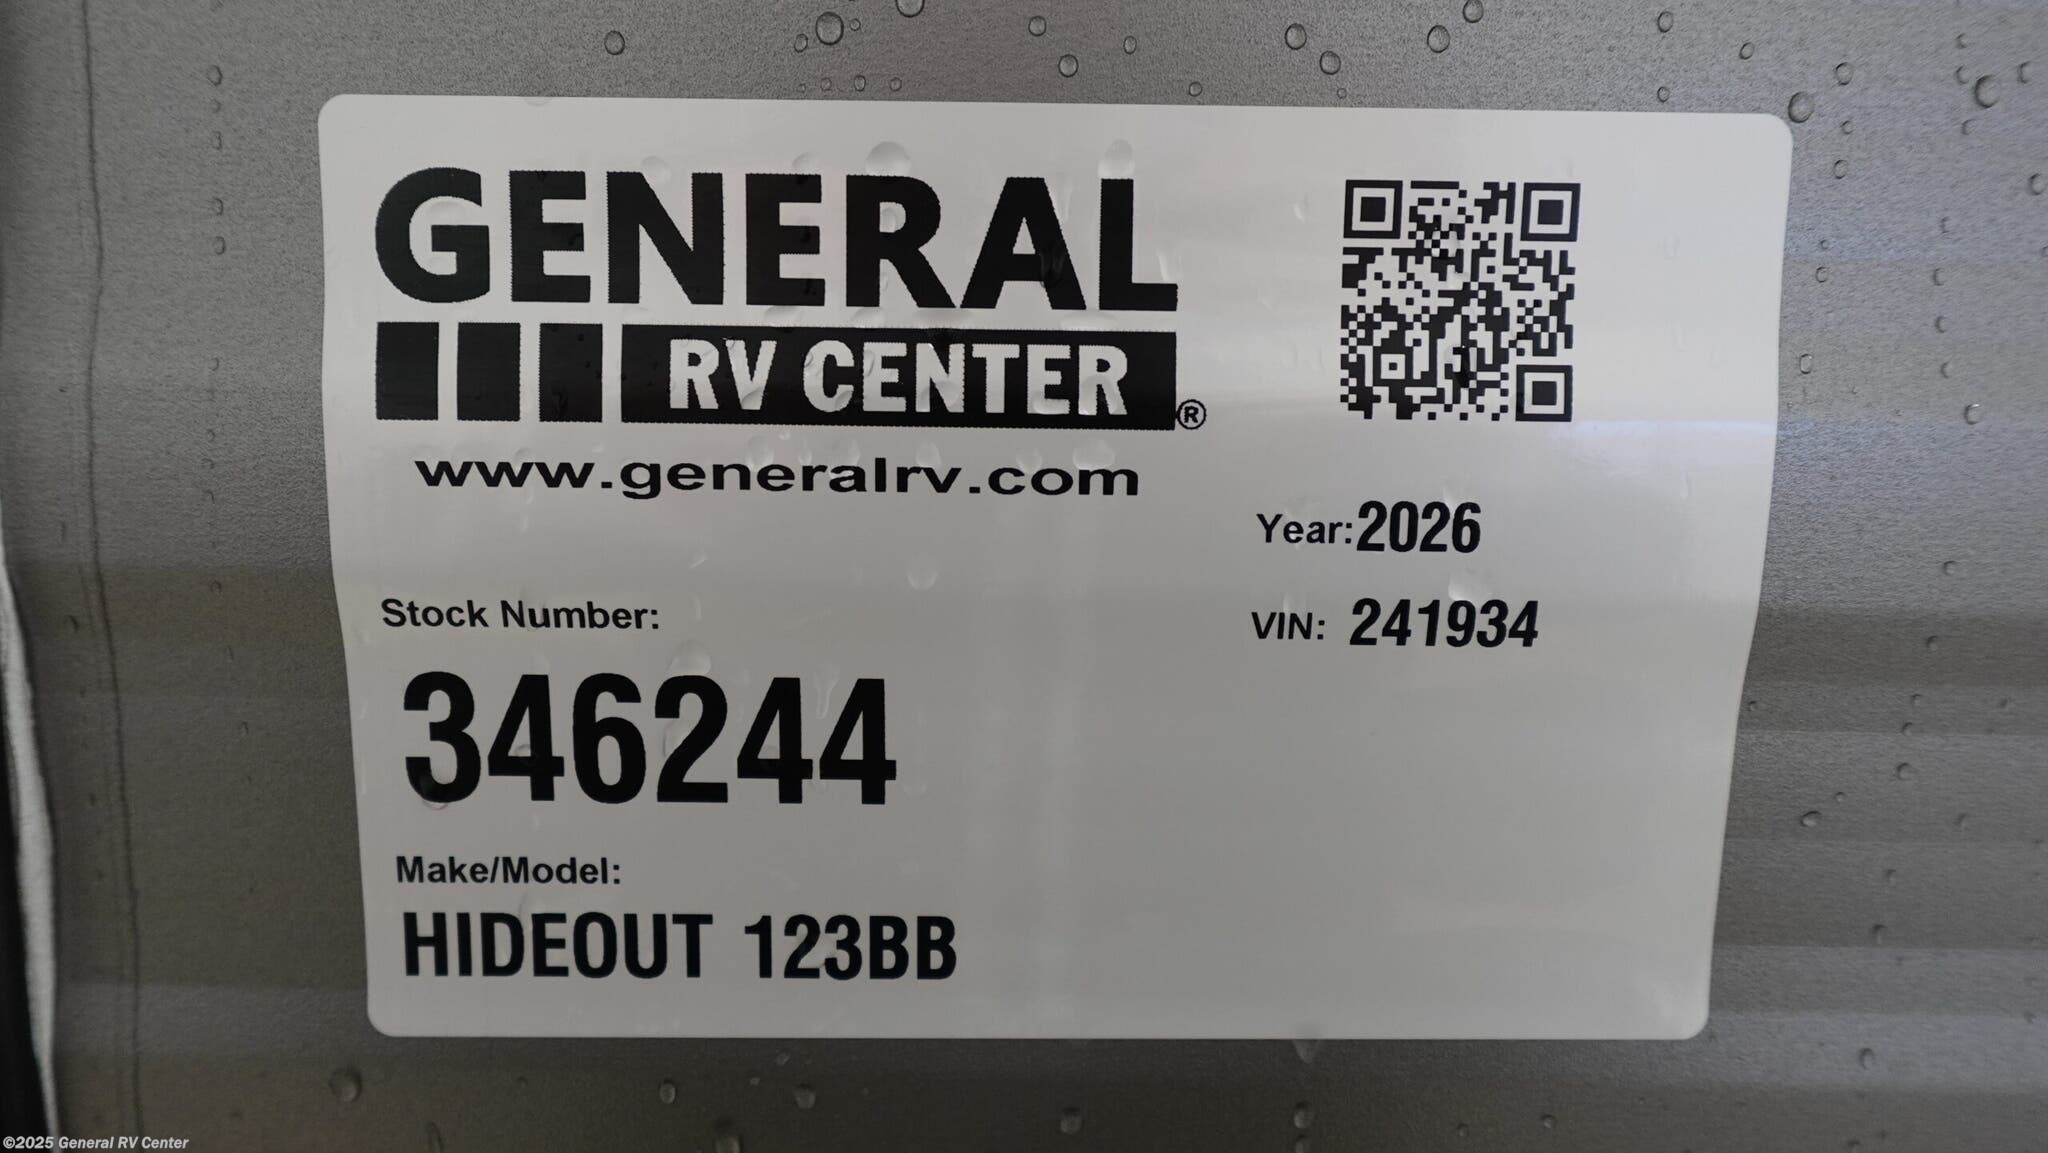 GENERAL
RV CENTER®
www.generalrv.com
Year:2026
VIN: 241934
Stock Number:
346244
Make/Model:
HIDEOUT 123BB
©2025 General RV Center